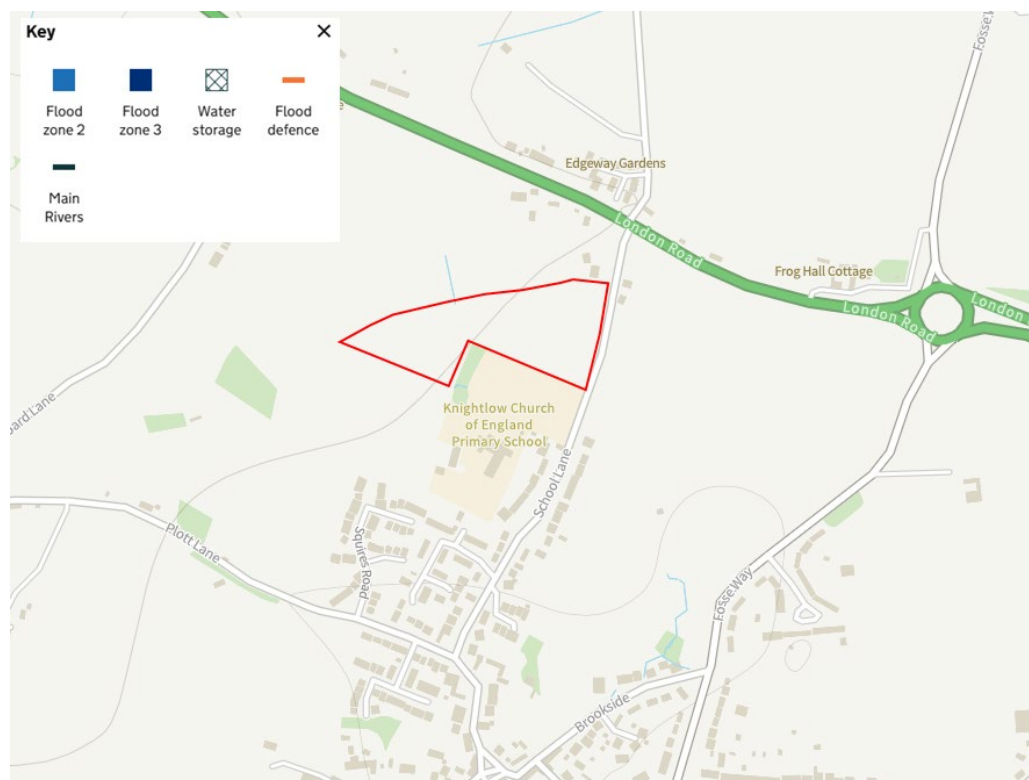 Key
Flood
zone 2
Flood
zone 3
Water
storage
Flood
defence
Main
Rivers
Fosse
Edgeway Gardens
London Road
Frog Hall Cottage
London Road
London
Knightlow Church
of England
Primary School
School Lane
Lane
Plott Lane
Squires Road
Fosse Way
Brookside